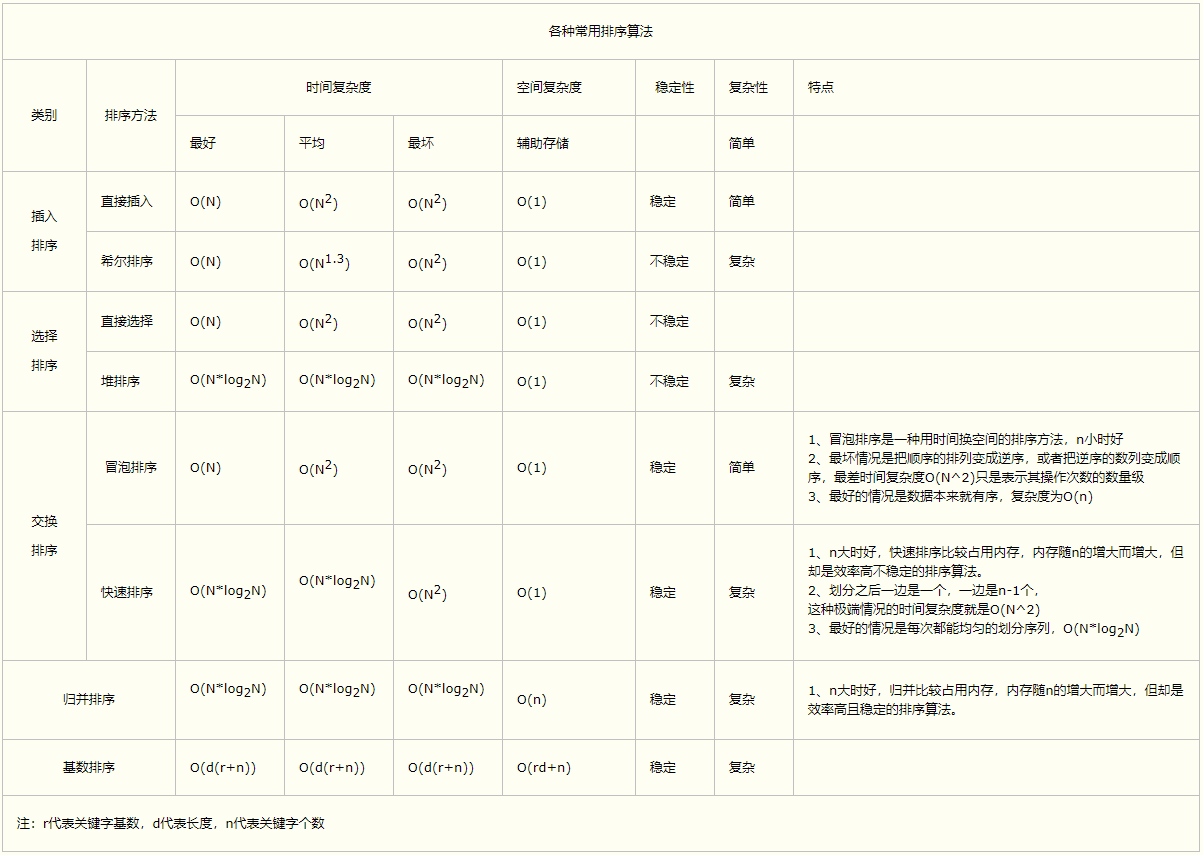 各种常用排序算法
类别 排序方法 时间复杂度 空间复杂度 稳定性 复杂性 特点
最好 平均 最坏 辅助存储 简单
插入
排序
直接插入 O(N) O(N²) O(N²) O(1) 稳定 简单
希尔排序 O(N) O(N¹·³) O(N²) O(1) 不稳定 复杂
选择
排序
直接选择 O(N) O(N²) O(N²) O(1) 不稳定
堆排序 O(N*log₂N) O(N*log₂N) O(N*log₂N) O(1) 不稳定 复杂
交换
排序
冒泡排序 O(N) O(N²) O(N²) O(1) 稳定 简单
1、冒泡排序是一种用时间换空间的排序方法，n小时好
2、最坏情况是把顺序的排列变成逆序，或者把逆序的数列变成顺
序，最差时间复杂度O(N^2)只是表示其操作次数的数量级
3、最好的情况是数据本来就有序，复杂度为O(n)
快速排序 O(N*log₂N) O(N*log₂N) O(N²) O(1) 稳定 复杂
1、n大时好，快速排序比较占用内存，内存随n的增大而增大，但
却是效率高不稳定的排序算法。
2、划分之后一边是一个，一边是n-1个，
这种极端情况的时间复杂度就是O(N^2)
3、最好的情况是每次都能均匀的划分序列，O(N*log₂N)
归并排序 O(N*log₂N) O(N*log₂N) O(N*log₂N) O(n) 稳定 复杂
1、n大时好，归并比较占用内存，内存随n的增大而增大，但却是
效率高且稳定的排序算法。
基数排序 O(d(r+n)) O(d(r+n)) O(d(r+n)) O(rd+n) 稳定 复杂
注：r代表关键字基数，d代表长度，n代表关键字个数